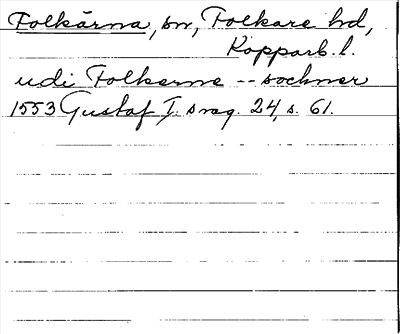 Folkärna, sn, Folkare hd,
Kopparb. l.
udi Folkerne -- sochner
1553 Gustaf I:s reg. 24, s. 61.